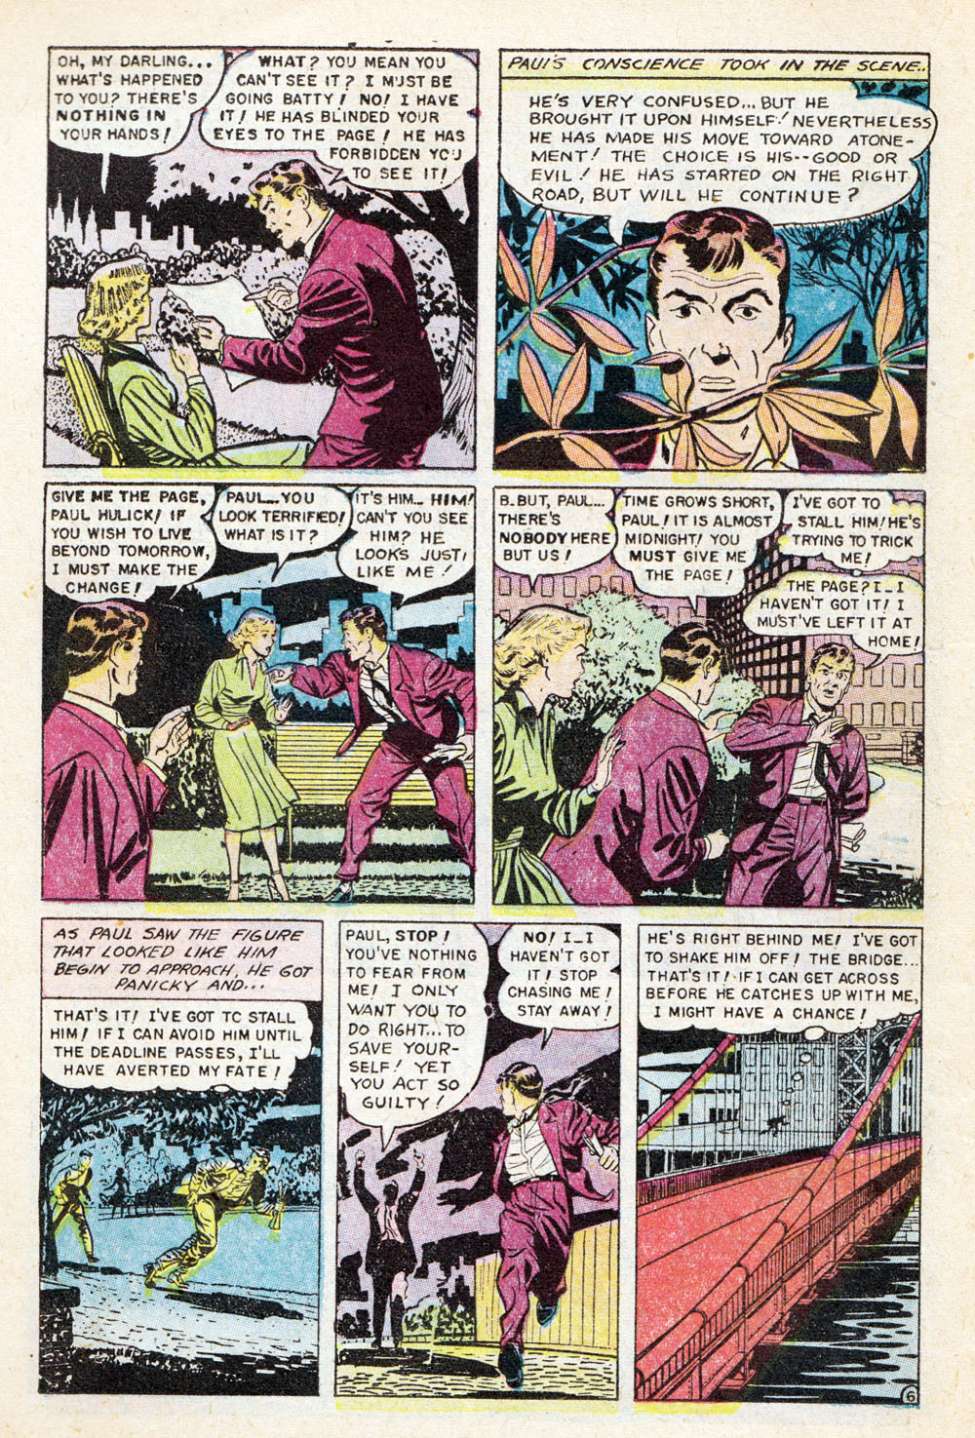 OH, MY DARLING...
WHAT'S HAPPENED
TO YOU? THERE'S
NOTHING IN
YOUR HANDS!
WHAT? YOU MEAN YOU
CAN'T SEE IT? I MUST BE
GOING BATTY! NO! I HAVE
IT! HE HAS BLINDED YOUR
EYES TO THE PAGE! HE HAS
FORBIDDEN YOU
TO SEE IT!
PAUL'S CONSCIENCE TOOK IN THE SCENE..
HE'S VERY CONFUSED... BUT HE
BROUGHT IT UPON HIMSELF! NEVERTHELESS
HE HAS MADE HIS MOVE TOWARD ATONE-
MENT! THE CHOICE IS HIS--GOOD OR
EVIL! HE HAS STARTED ON THE RIGHT
ROAD, BUT WILL HE CONTINUE?
GIVE ME THE PAGE,
PAUL HULICK! IF
YOU WISH TO LIVE
BEYOND TOMORROW,
I MUST MAKE THE
CHANGE!
PAUL...YOU
LOOK TERRIFIED!
WHAT IS IT?
IT'S HIM... HIM!
CAN'T YOU SEE
HIM? HE
LOOKS JUST
LIKE ME!
B..BUT, PAUL...
THERE'S
NOBODY HERE
BUT US!
TIME GROWS SHORT,
PAUL! IT IS ALMOST
MIDNIGHT! YOU
MUST GIVE ME
THE PAGE!
I'VE GOT TO
STALL HIM! HE'S
TRYING TO TRICK
ME!
THE PAGE? I..I
HAVEN'T GOT IT! I
MUST'VE LEFT IT AT
HOME!
AS PAUL SAW THE FIGURE
THAT LOOKED LIKE HIM
BEGIN TO APPROACH, HE GOT
PANICKY AND...
THAT'S IT! I'VE GOT TO STALL
HIM! IF I CAN AVOID HIM UNTIL
THE DEADLINE PASSES, I'LL
HAVE AVERTED MY FATE!
PAUL, STOP!
YOU'VE NOTHING
TO FEAR FROM
ME! I ONLY
WANT YOU TO
DO RIGHT...TO
SAVE YOUR-
SELF! YET
YOU ACT SO
GUILTY!
NO! I..I
HAVEN'T GOT
IT! STOP
CHASING ME!
STAY AWAY!
HE'S RIGHT BEHIND ME! I'VE GOT
TO SHAKE HIM OFF! THE BRIDGE...
THAT'S IT! IF I CAN GET ACROSS
BEFORE HE CATCHES UP WITH ME,
I MIGHT HAVE A CHANCE!
6